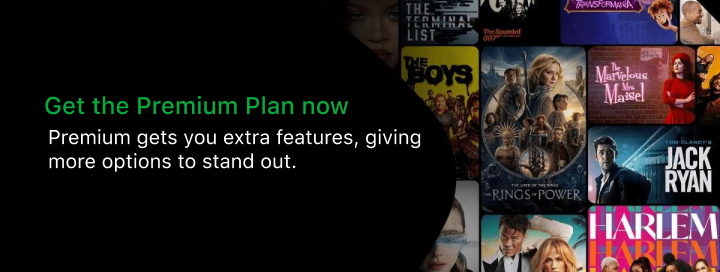 THE
TERMINAL
LIST
The Sound of
007
TRANSFORMANIA
THE
BOYS
The
Marvelous
Mrs.
Maisel
Get the Premium Plan now
Premium gets you extra features, giving
more options to stand out.
TOM CLANCY'S
JACK
RYAN
THE LORD OF THE RINGS
THE RINGS OF POWER
HARLEM
HARLEM